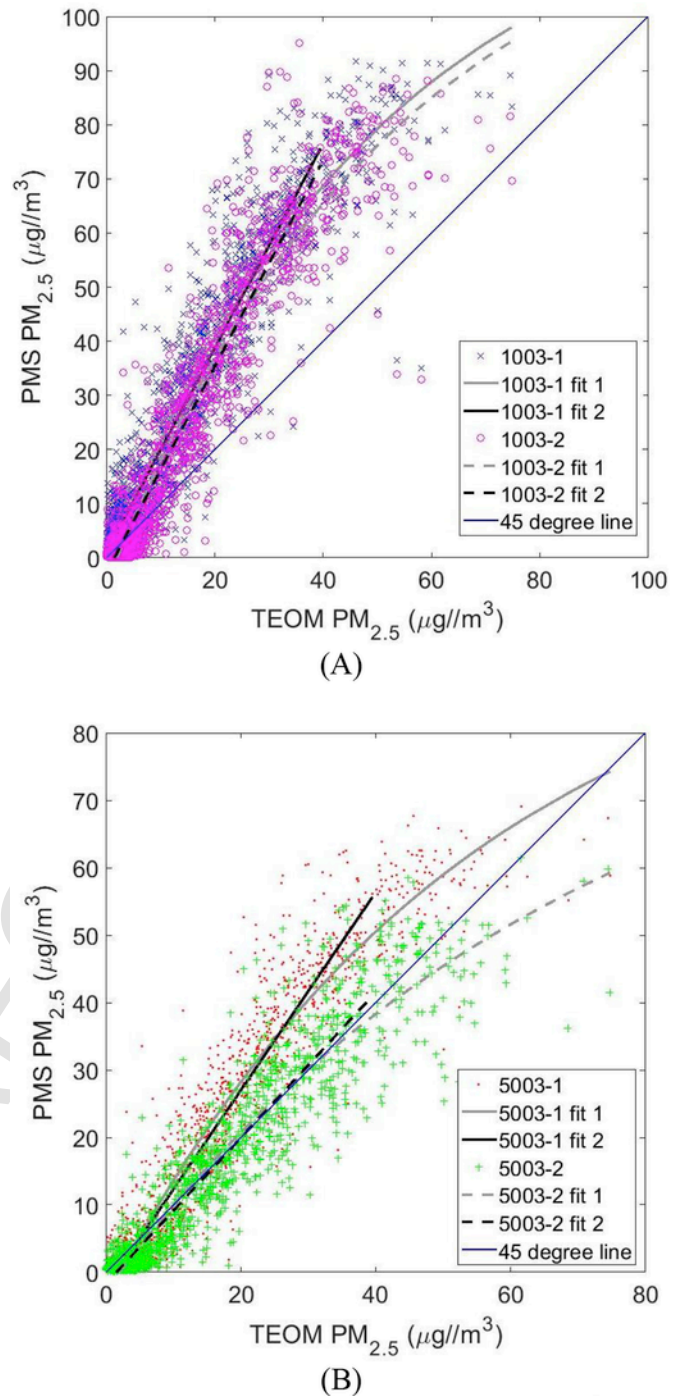 100
90
80
70
60
50
40
30
20
10
0
PMS PM2.5 (μg//m3)
1003-1
1003-1 fit 1
1003-1 fit 2
1003-2
1003-2 fit 1
1003-2 fit 2
45 degree line
0 20 40 60 80 100
TEOM PM2.5 (μg//m3)
(A)
80
70
60
50
40
30
20
10
0
PMS PM2.5 (μg//m3)
5003-1
5003-1 fit 1
5003-1 fit 2
5003-2
5003-2 fit 1
5003-2 fit 2
45 degree line
0 20 40 60 80
TEOM PM2.5 (μg//m3)
(B)